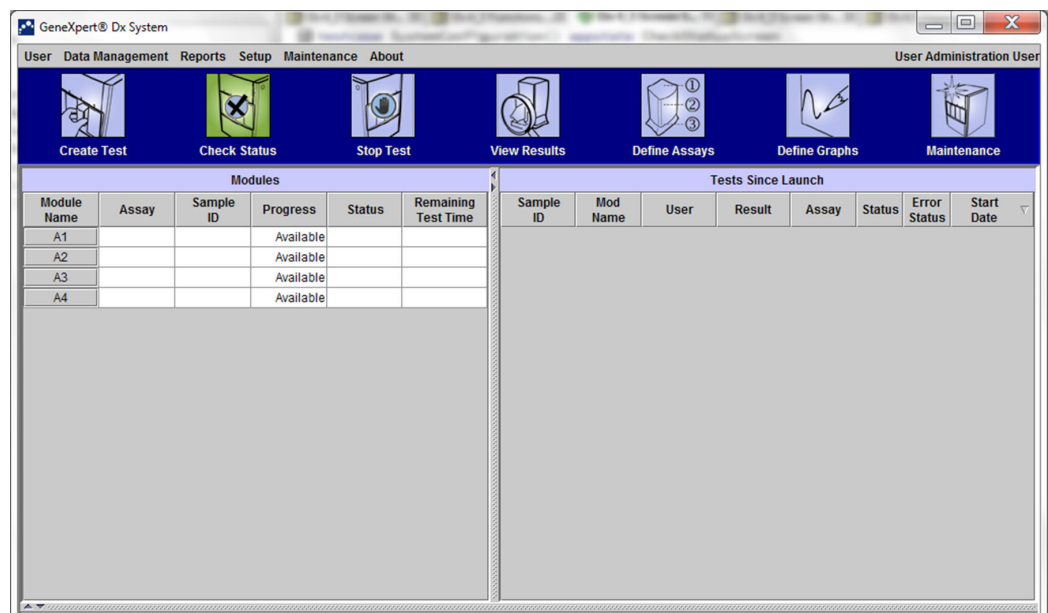 GeneXpert® Dx System
User Data Management Reports Setup Maintenance About User Administration User
① ② ③
Create Test Check Status Stop Test View Results Define Assays Define Graphs Maintenance
Modules
Module Name Assay Sample ID Progress Status Remaining Test Time
A1 Available
A2 Available
A3 Available
A4 Available
Tests Since Launch
Sample ID Mod Name User Result Assay Status Error Status Start Date